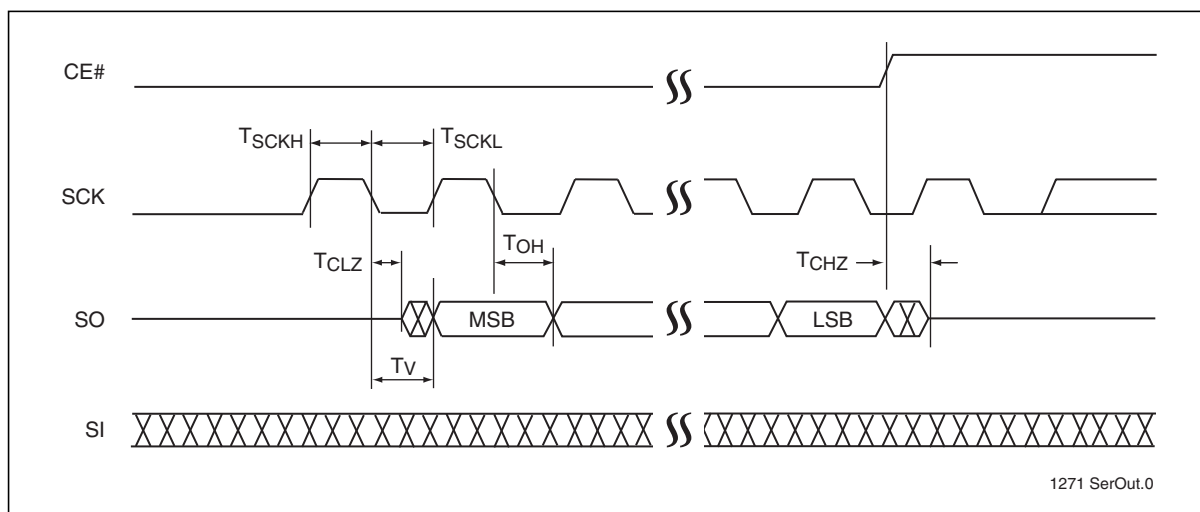 CE#
TSCKH
TSCKL
SCK
TOH
TCLZ
TCHZ
SO
MSB
LSB
TV
SI
1271 SerOut.0